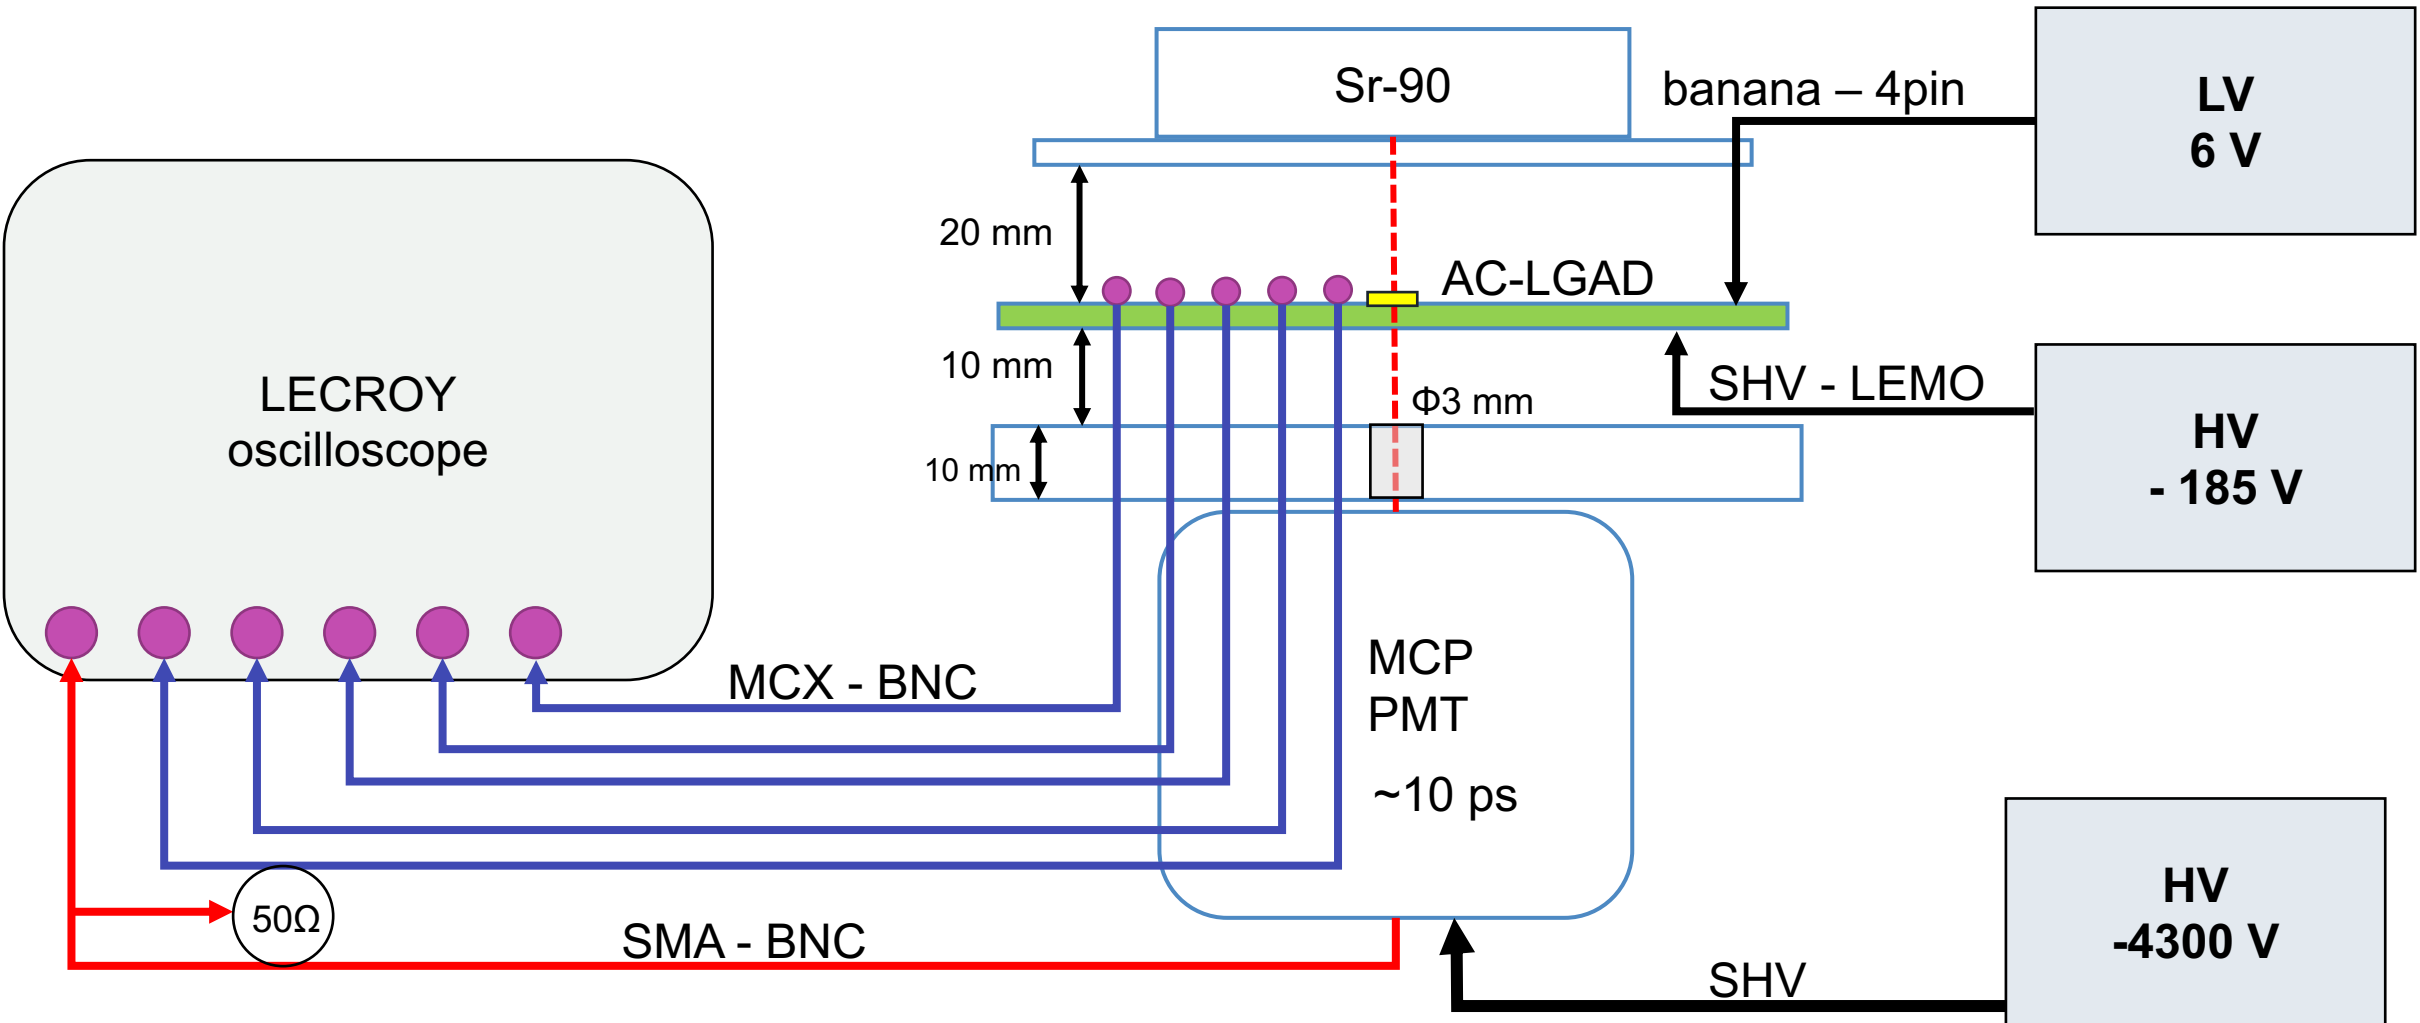 Sr-90
banana – 4pin
LV
6 V
20 mm
AC-LGAD
10 mm
SHV - LEMO
HV
- 185 V
Φ3 mm
10 mm
LECROY
oscilloscope
MCX - BNC
MCP
PMT
~10 ps
50Ω
SMA - BNC
SHV
HV
-4300 V